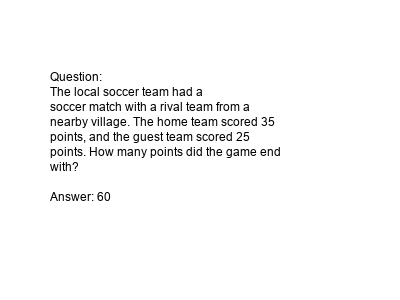 Question:
The local soccer team had a
soccer match with a rival team from a
nearby village. The home team scored 35
points, and the guest team scored 25
points. How many points did the game end
with?

Answer: 60